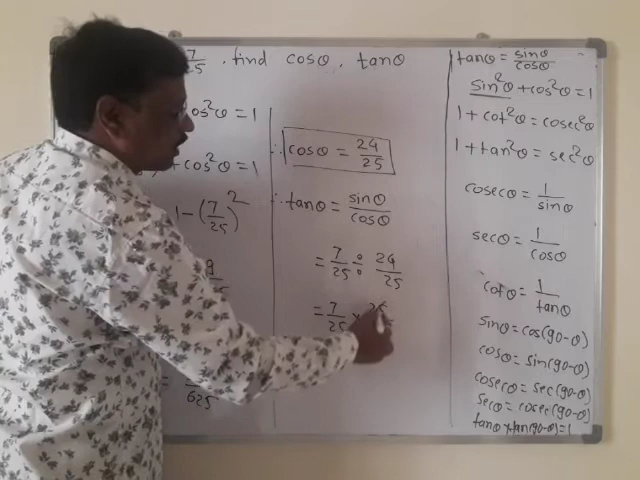 7/25 . find cosθ . tanθ
cos²θ = 1
+ cos²θ = 1
1 - (7/25)²
9
625
∴ cosθ = 24/25
∴ tanθ = sinθ/cosθ
= 7/25 ÷ 24/25
= 7/25 ×
tanθ = sinθ/cosθ
sin²θ + cos²θ = 1
1 + cot²θ = cosec²θ
1 + tan²θ = sec²θ
cosecθ = 1/sinθ
secθ = 1/cosθ
cotθ = 1/tanθ
sinθ = cos(90-θ)
cosθ = sin(90-θ)
cosecθ = sec(90-θ)
secθ = cosec(90-θ)
tanθ × tan(90-θ) = 1